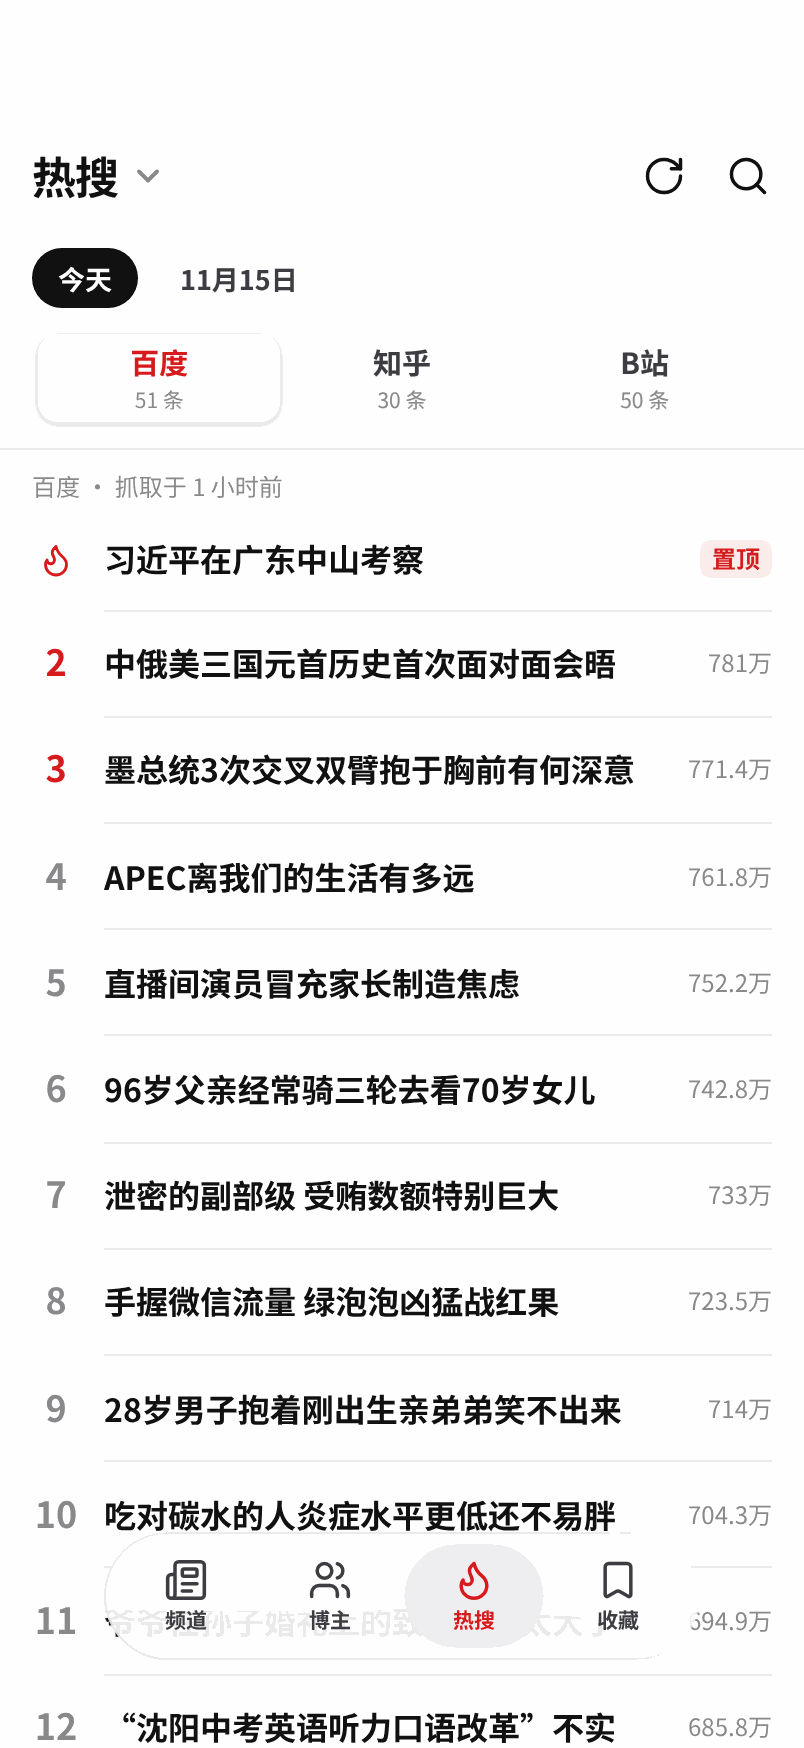 热搜
今天 11月15日
百度 知乎 B站
51 条 30 条 50 条
百度 · 抓取于 1 小时前
习近平在广东中山考察 置顶
2 中俄美三国元首历史首次面对面会晤 781万
3 墨总统3次交叉双臂抱于胸前有何深意 771.4万
4 APEC离我们的生活有多远 761.8万
5 直播间演员冒充家长制造焦虑 752.2万
6 96岁父亲经常骑三轮去看70岁女儿 742.8万
7 泄密的副部级 受贿数额特别巨大 733万
8 手握微信流量 绿泡泡凶猛战红果 723.5万
9 28岁男子抱着刚出生亲弟弟笑不出来 714万
10 吃对碳水的人炎症水平更低还不易胖 704.3万
11 694.9万
频道 博主 热搜 收藏
12 “沈阳中考英语听力口语改革”不实 685.8万